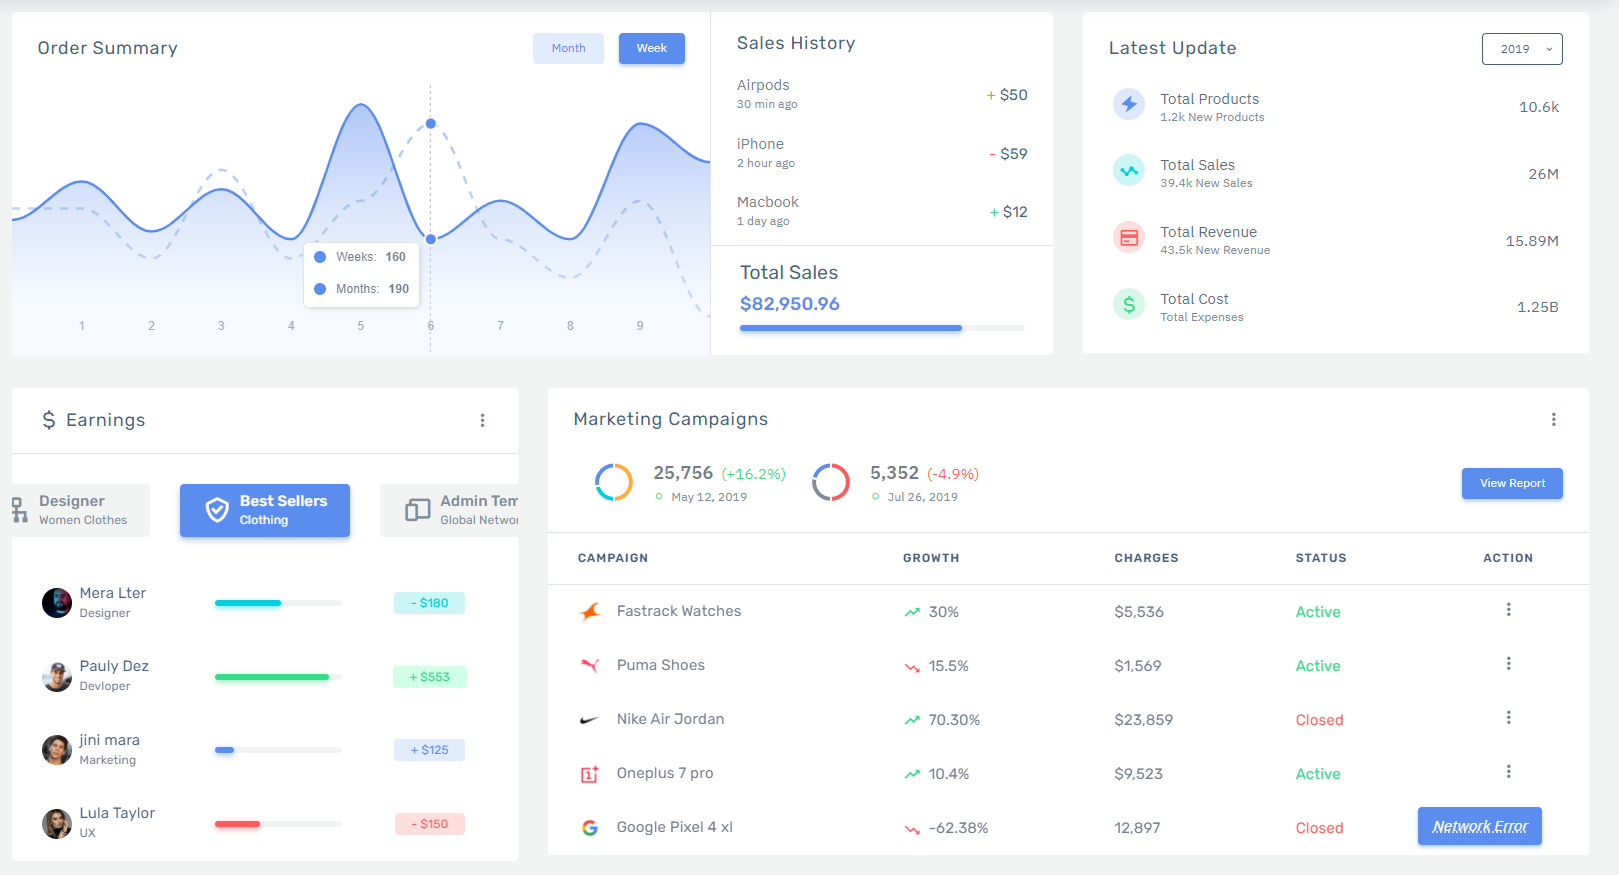 Order Summary
Month
Week
Weeks: 160
Months: 190
1 2 3 4 5 6 7 8 9
Sales History
Airpods
30 min ago
+ $50
iPhone
2 hour ago
- $59
Macbook
1 day ago
+ $12
Total Sales
$82,950.96
Latest Update
2019
Total Products
1.2k New Products
10.6k
Total Sales
39.4k New Sales
26M
Total Revenue
43.5k New Revenue
15.89M
Total Cost
Total Expenses
1.25B
$ Earnings
Designer
Women Clothes
Best Sellers
Clothing
Admin Tem
Global Networ
Mera Lter
Designer
- $180
Pauly Dez
Devloper
+ $553
jini mara
Marketing
+ $125
Lula Taylor
UX
- $150
Marketing Campaigns
25,756 (+16.2%)
May 12, 2019
5,352 (-4.9%)
Jul 26, 2019
View Report
CAMPAIGN GROWTH CHARGES STATUS ACTION
Fastrack Watches 30% $5,536 Active
Puma Shoes 15.5% $1,569 Active
Nike Air Jordan 70.30% $23,859 Closed
Oneplus 7 pro 10.4% $9,523 Active
Google Pixel 4 xl -62.38% 12,897 Closed
Network Error